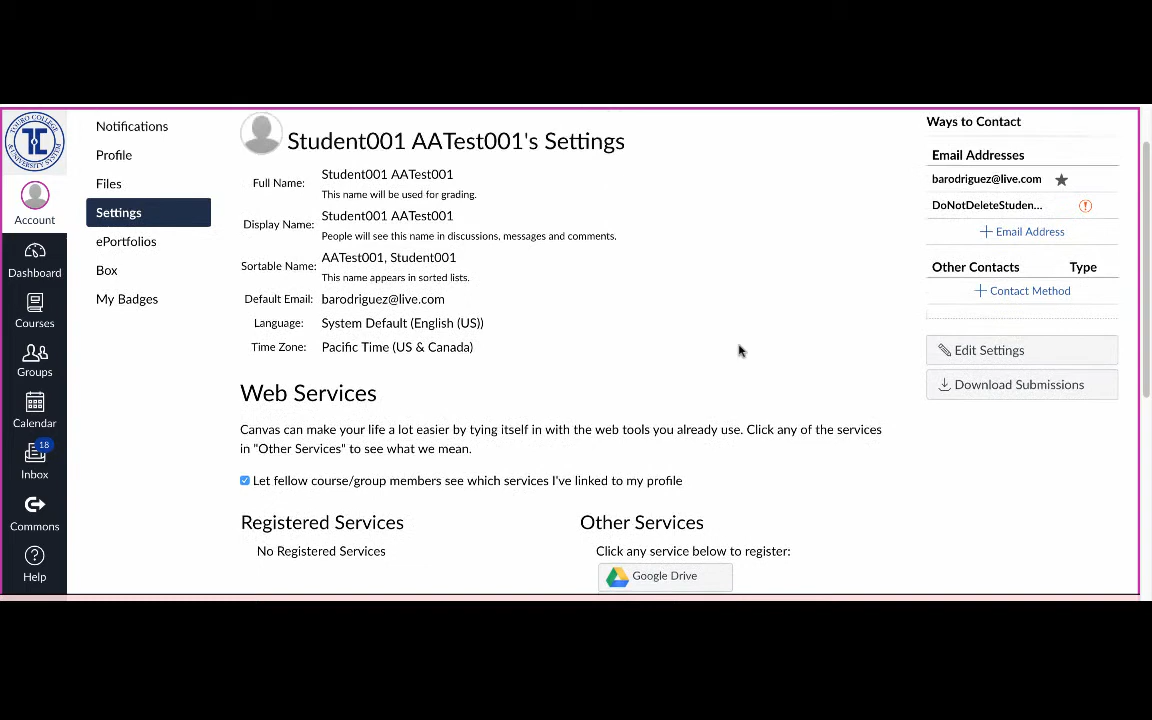 TOURO COLLEGE
& UNIVERSITY SYSTEM
Account
Dashboard
Courses
Groups
Calendar
18
Inbox
Commons
Help
Notifications
Profile
Files
Settings
ePortfolios
Box
My Badges
Student001 AATest001's Settings
Full Name: Student001 AATest001
This name will be used for grading.
Display Name: Student001 AATest001
People will see this name in discussions, messages and comments.
Sortable Name: AATest001, Student001
This name appears in sorted lists.
Default Email: barodriguez@live.com
Language: System Default (English (US))
Time Zone: Pacific Time (US & Canada)
Web Services
Canvas can make your life a lot easier by tying itself in with the web tools you already use. Click any of the services
in "Other Services" to see what we mean.
Let fellow course/group members see which services I've linked to my profile
Registered Services
No Registered Services
Other Services
Click any service below to register:
Google Drive
Ways to Contact
Email Addresses
barodriguez@live.com
DoNotDeleteStuden...
Email Address
Other Contacts Type
Contact Method
Edit Settings
Download Submissions